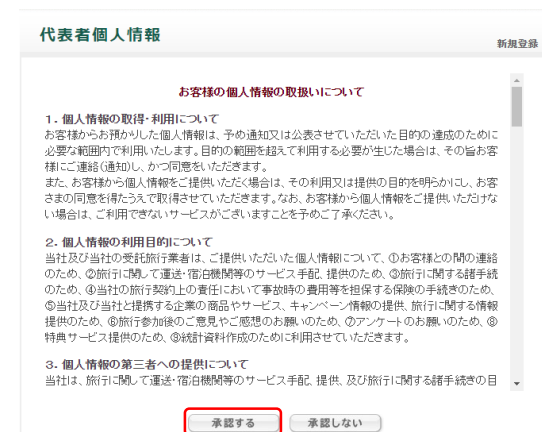 代表者個人情報
新規登録
お客様の個人情報の取扱いについて
1. 個人情報の取得・利用について
お客様からお預かりした個人情報は、予め通知又は公表させていただいた目的の達成のために
必要な範囲内で利用いたします。目的の範囲を超えて利用する必要が生じた場合は、その旨お客
様にご連絡(通知)し、かつ同意をいただきます。
また、お客様から個人情報をご提供いただく場合は、その利用又は提供の目的を明らかにし、お客
さまの同意を得たうえで取得させていただきます。なお、お客様から個人情報をご提供いただけな
い場合は、ご利用できないサービスがございますことを予めご了承ください。
2. 個人情報の利用目的について
当社及び当社の受託旅行業者は、ご提供いただいた個人情報について、①お客様との間の連絡
のため、②旅行に関して運送・宿泊機関等のサービス手配、提供のため、③旅行に関する諸手続
のため、④当社の旅行契約上の責任において事故時の費用等を担保する保険の手続きのため、
⑤当社及び当社と提携する企業の商品やサービス、キャンペーン情報の提供、旅行に関する情報
提供のため、⑥旅行参加後のご意見やご感想のお願いのため、⑦アンケートのお願いのため、⑧
特典サービス提供のため、⑨統計資料作成のために利用させていただきます。
3. 個人情報の第三者への提供について
当社は、旅行に関して運送・宿泊機関等のサービス手配、提供、及び旅行に関する諸手続きの目
承認する 承認しない